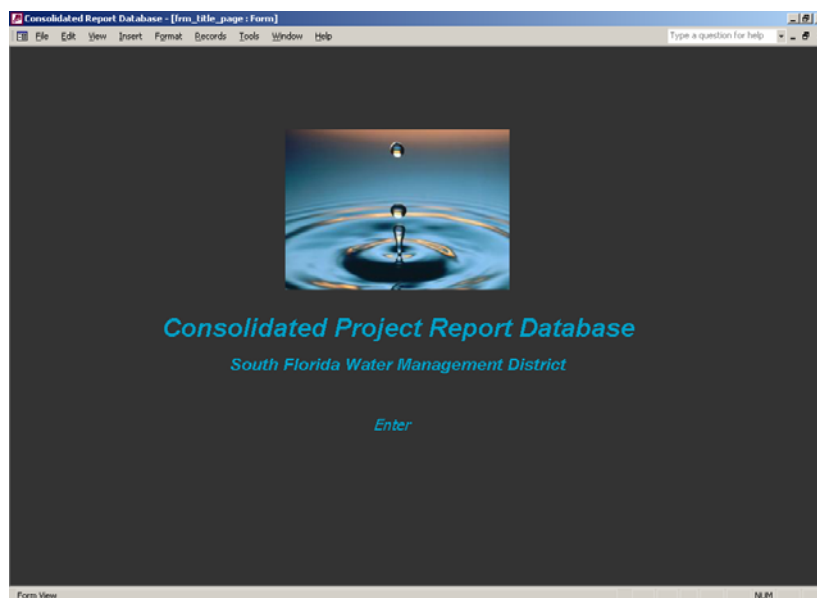 Consolidated Report Database - [frm_title_page : Form]
File Edit View Insert Format Records Tools Window Help Type a question for help
Consolidated Project Report Database
South Florida Water Management District
Enter
Form View NUM